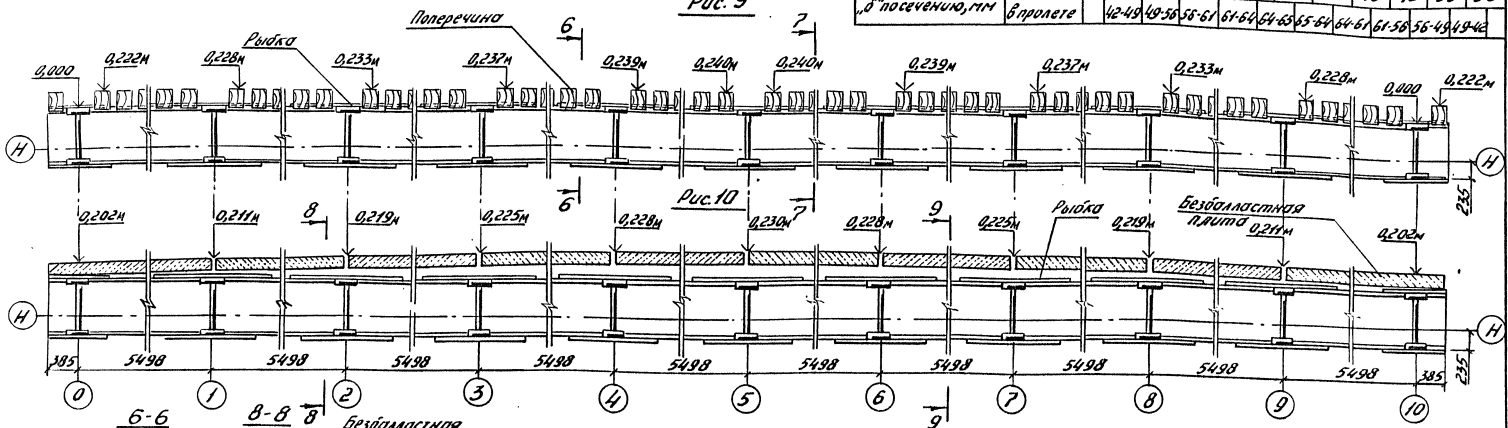 Рис. 9
„δ" по сечению, мм в пролете 42-49 49-56 56-61 61-64 64-65 65-64 64-61 61-56 56-49 49-42
Поперечина
Рыбка
6 7
0,000 0,222м 0,228м 0,233м 0,237м 0,239м 0,240м 0,240м 0,239м 0,237м 0,233м 0,228м 0,000 0,222м
Н Н
235
6 Рис. 10 7
0,202м 0,211м 8 0,219м 0,225м 0,228м 0,230м 0,228м 9 0,225м Рыбка 0,219м Безбалластная плита 0,211м 0,202м
Н Н
235
385 5498 5498 5498 5498 5498 5498 5498 5498 5498 5498 385
0 1 2 3 4 5 6 7 8 9 10
6-6 8-8 8 Безбалластная 9